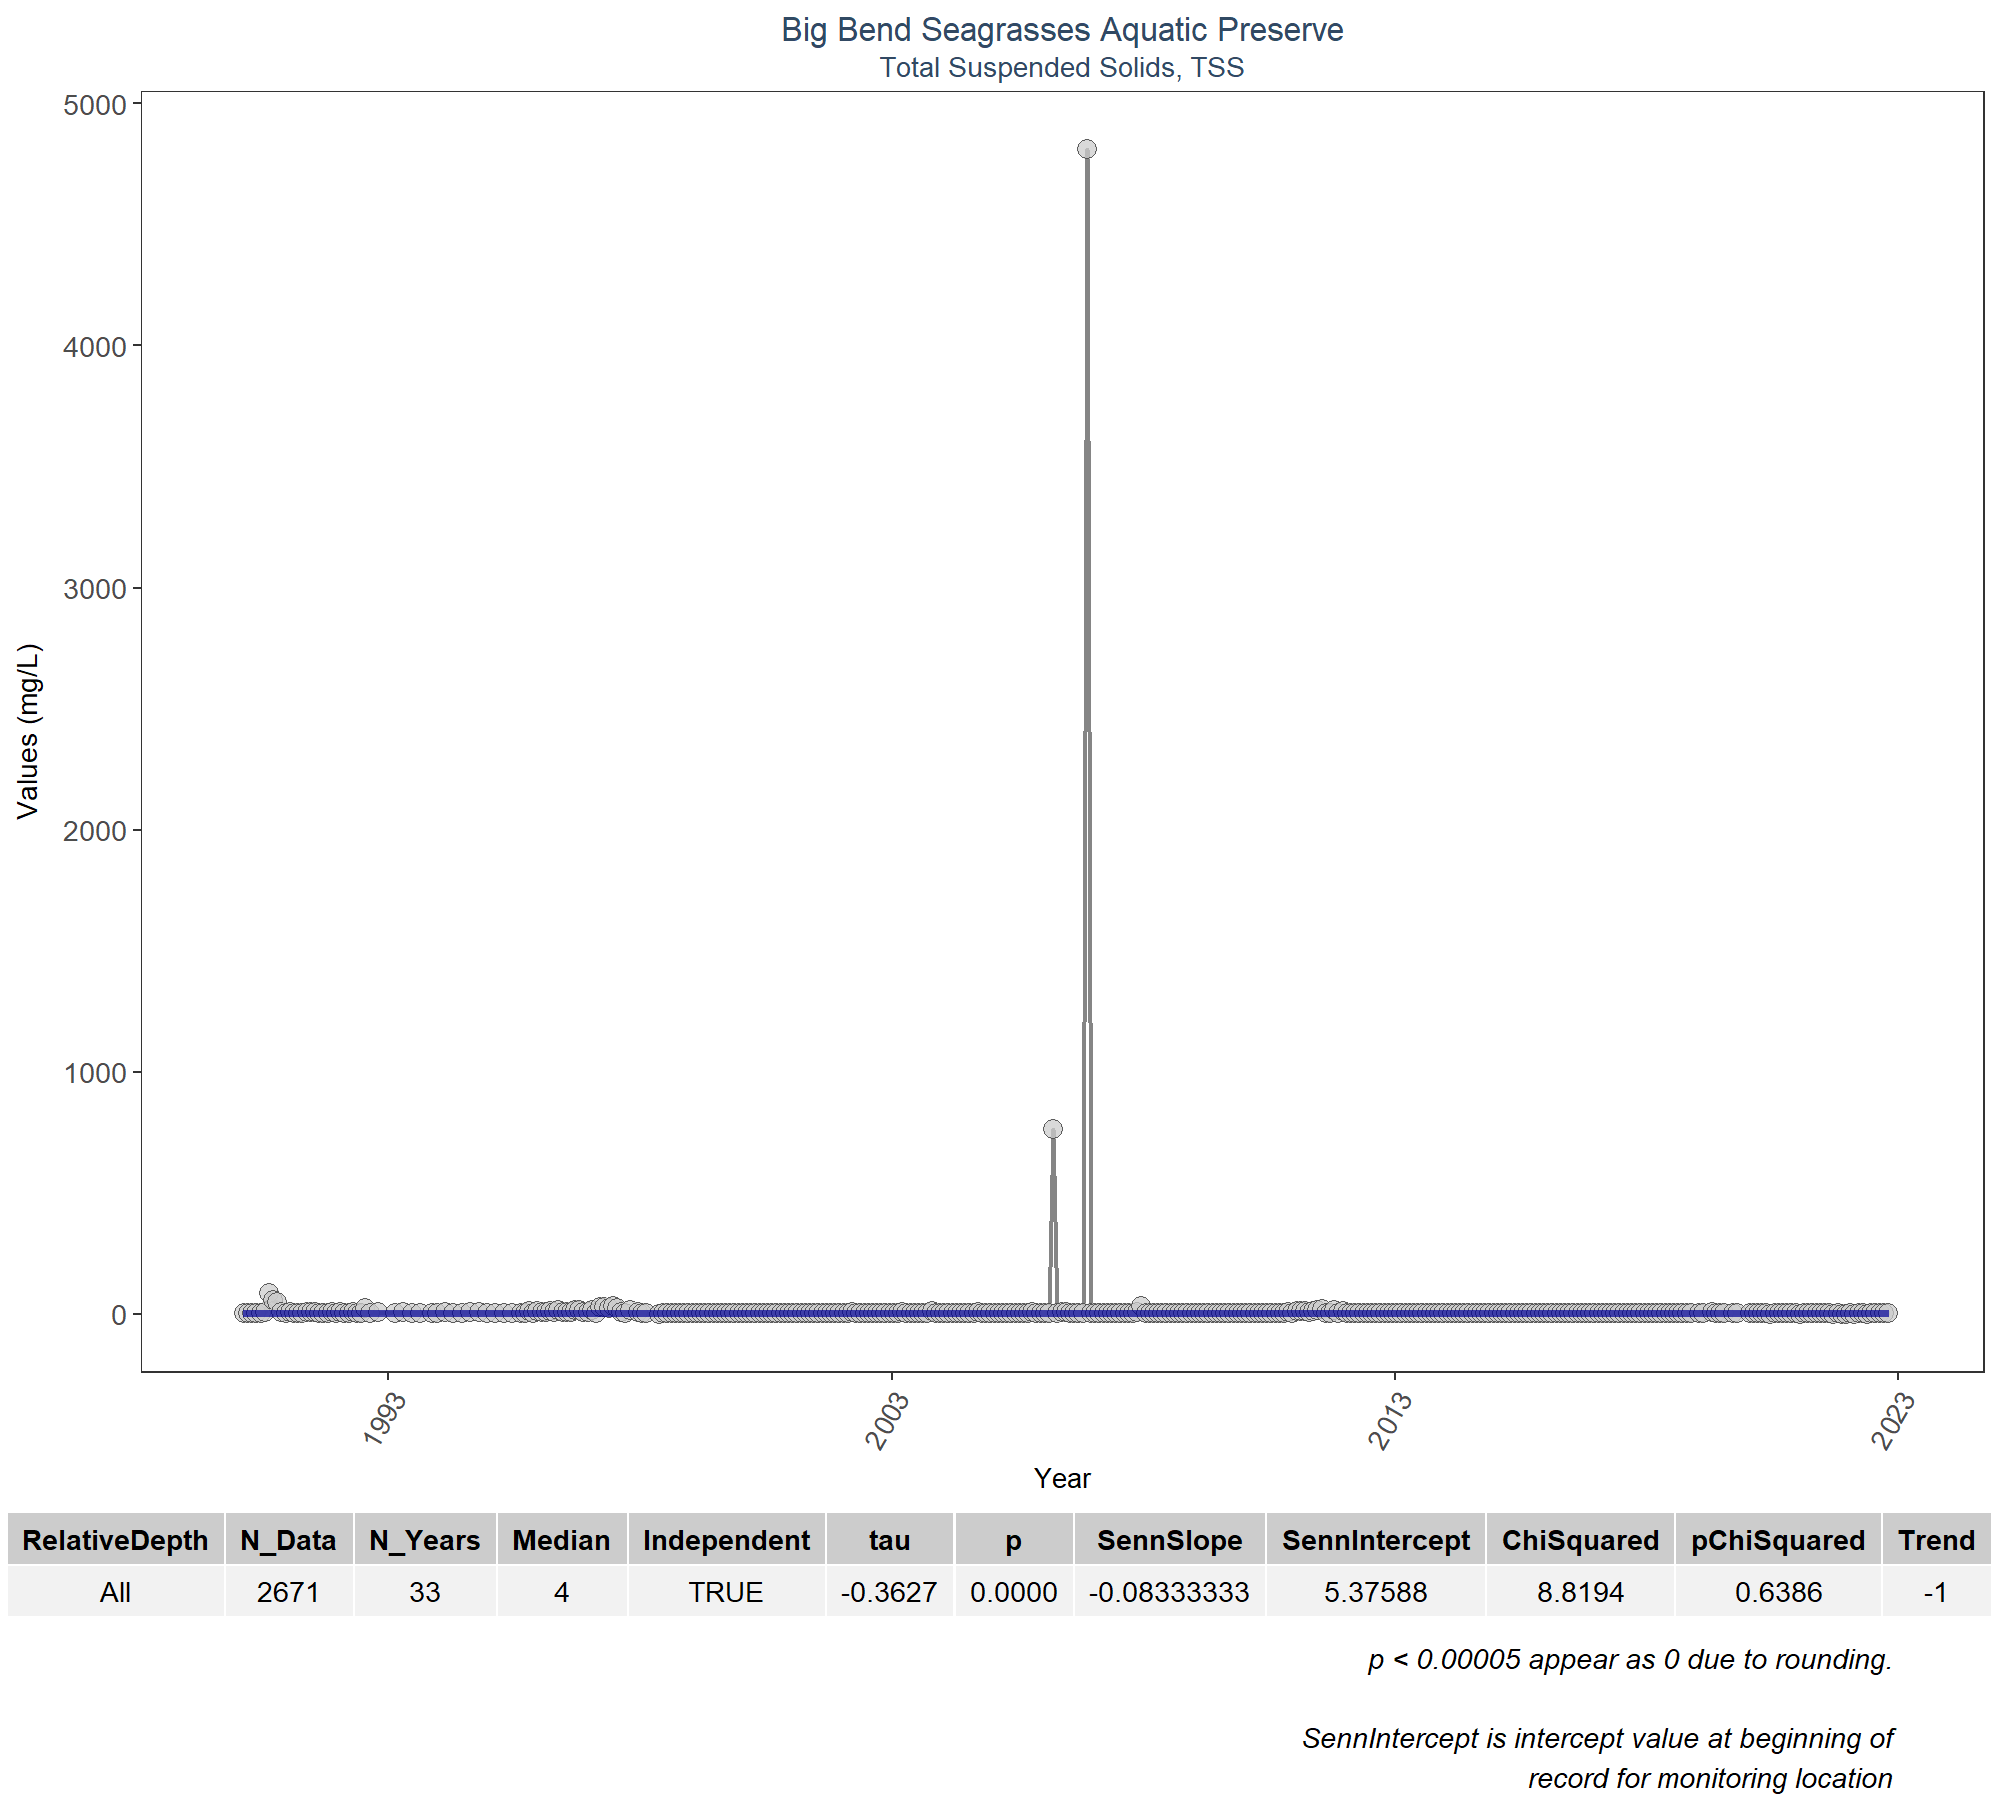 Big Bend Seagrasses Aquatic Preserve
Total Suspended Solids, TSS
5000
4000
3000
2000
1000
0
Values (mg/L)
1993
2003
2013
2023
Year
RelativeDepth N_Data N_Years Median Independent tau p SennSlope SennIntercept ChiSquared pChiSquared Trend
All 2671 33 4 TRUE -0.3627 0.0000 -0.08333333 5.37588 8.8194 0.6386 -1
p < 0.00005 appear as 0 due to rounding.
SennIntercept is intercept value at beginning of
record for monitoring location